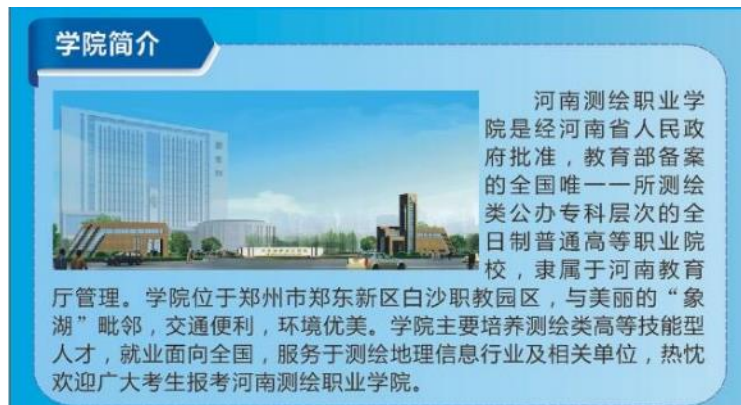 学院简介
河南测绘职业学
院是经河南省人民政
府批准，教育部备案
的全国唯一一所测绘
类公办专科层次的全
日制普通高等职业院
校，隶属于河南教育
厅管理。学院位于郑州市郑东新区白沙职教园区，与美丽的“象
湖”毗邻，交通便利，环境优美。学院主要培养测绘类高等技能型
人才，就业面向全国，服务于测绘地理信息行业及相关单位，热忱
欢迎广大考生报考河南测绘职业学院。